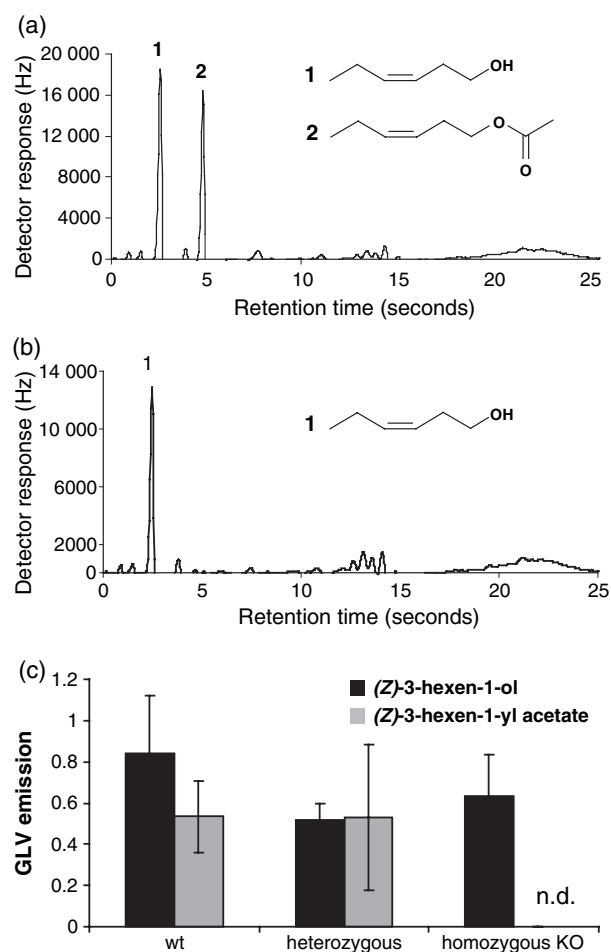 (a)
1
2
20 000
16 000
12000
8000
4000
0
Detector response (Hz)
0 5 10 15 20 25
Retention time (seconds)
1 OH
2 O
O
(b)
1
14 000
10 000
6000
2000
0
Detector response (Hz)
0 5 10 15 20 25
Retention time (seconds)
1 OH
(c)
1.2
1
0.8
0.6
0.4
0.2
0
GLV emission
(Z)-3-hexen-1-ol
(Z)-3-hexen-1-yl acetate
n.d.
wt heterozygous homozygous KO